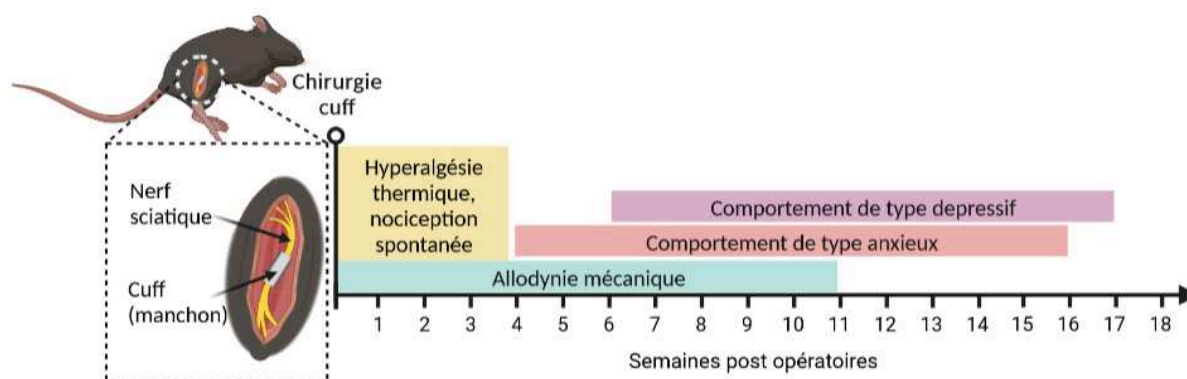 Chirurgie
cuff
Nerf
sciatique
Cuff
(manchon)
Hyperalgésie
thermique,
nociception
spontanée
Comportement de type depressif
Comportement de type anxieux
Allodynie mécanique
1 2 3 4 5 6 7 8 9 10 11 12 13 14 15 16 17 18
Semaines post opératoires